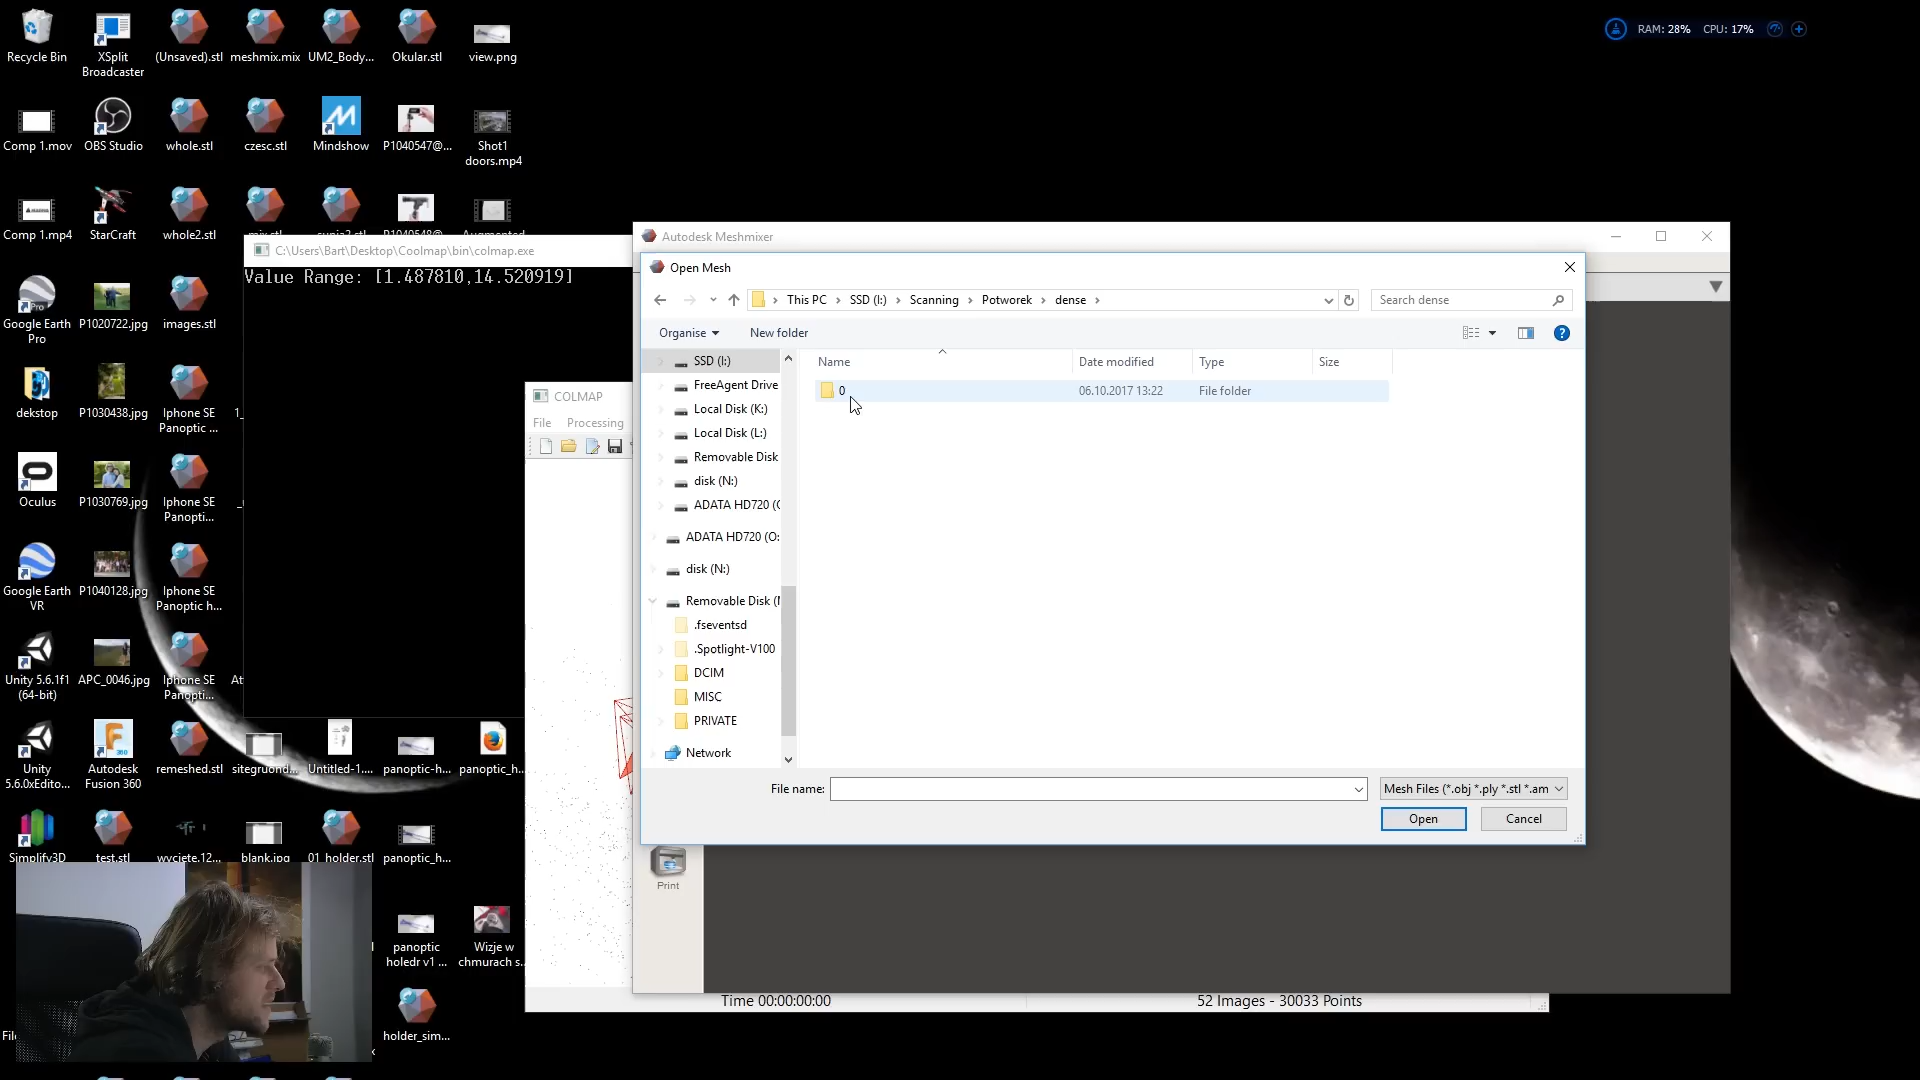 RAM: 28% CPU: 17%
Recycle Bin
XSplit Broadcaster
(Unsaved).stl
meshmix.mix
UM2_Body...
Okular.stl
view.png
Comp 1.mov
OBS Studio
whole.stl
czesc.stl
Mindshow
P1040547@...
Shot1 doors.mp4
Comp 1.mp4
StarCraft
whole2.stl
C:\Users\Bart\Desktop\Coolmap\bin\colmap.exe
Value Range: [1.487810,14.520919]
Google Earth Pro
P1020722.jpg
images.stl
dekstop
P1030438.jpg
Iphone SE Panoptic ...
Oculus
P1030769.jpg
Iphone SE Panopti...
Google Earth VR
P1040128.jpg
Iphone SE Panoptic h...
Unity 5.6.1f1 (64-bit)
APC_0046.jpg
Iphone SE Panopti...
At
Unity 5.6.0xEdito...
Autodesk Fusion 360
remeshed.stl
sitegruond...
Untitled-1....
panoptic-h...
panoptic_h...
Simplify3D
test.stl
wyciete.12...
blank.jpg
01_holder.stl
panoptic_h...
panoptic holedr v1 ...
Wizje w chmurach s...
holder_sim...
COLMAP
File Processing
Time 00:00:00:00
52 Images - 30033 Points
Autodesk Meshmixer
Print
Open Mesh
This PC
SSD (I:)
Scanning
Potworek
dense
Search dense
Organise
New folder
SSD (I:)
FreeAgent Drive
Local Disk (K:)
Local Disk (L:)
Removable Disk
disk (N:)
ADATA HD720 (
ADATA HD720 (O:
disk (N:)
Removable Disk (
.fseventsd
.Spotlight-V100
DCIM
MISC
PRIVATE
Network
Name
Date modified
Type
Size
0
06.10.2017 13:22
File folder
File name:
Mesh Files (*.obj *.ply *.stl *.am
Open
Cancel